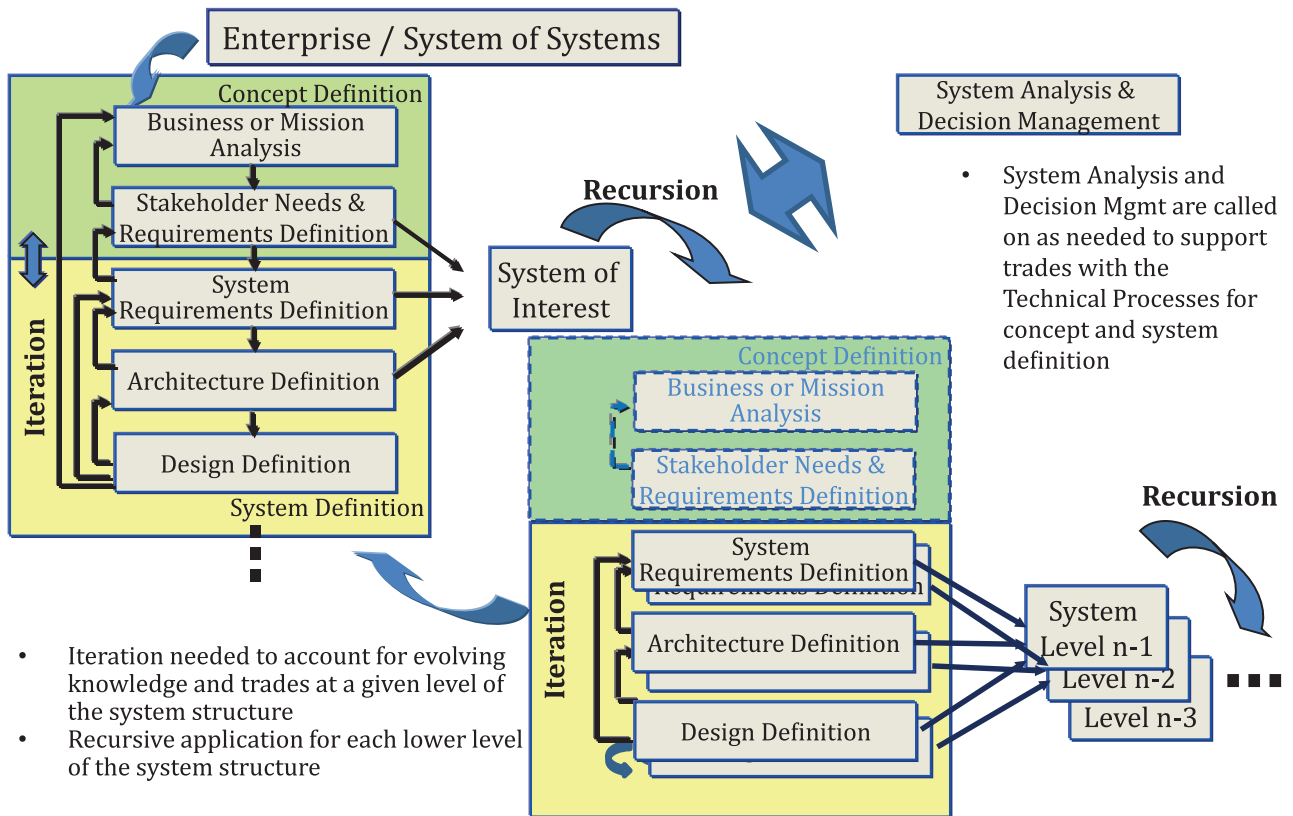 Enterprise / System of Systems
Concept Definition
Business or Mission
Analysis
Stakeholder Needs &
Requirements Definition
System
Requirements Definition
Architecture Definition
Design Definition
System Definition
Iteration
System of
Interest
Recursion
System Analysis &
Decision Management
• System Analysis and
Decision Mgmt are called
on as needed to support
trades with the
Technical Processes for
concept and system
definition
Concept Definition
Business or Mission
Analysis
Stakeholder Needs &
Requirements Definition
System
Requirements Definition
Requirements Definition
Architecture Definition
Design Definition
Iteration
Recursion
System
Level n-1
Level n-2
Level n-3
• Iteration needed to account for evolving
knowledge and trades at a given level of
the system structure
• Recursive application for each lower level
of the system structure